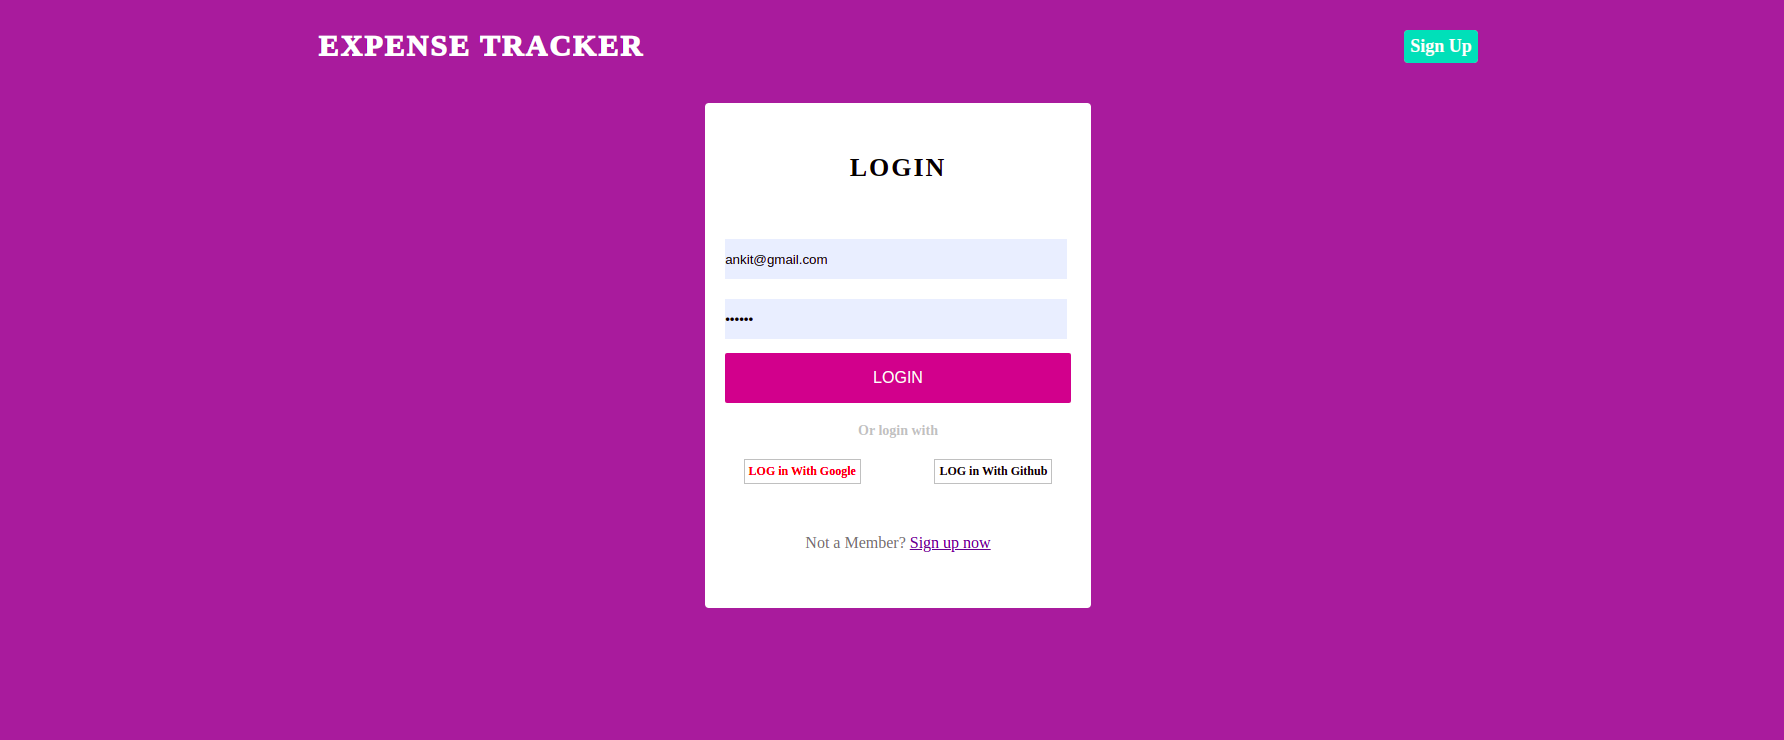 EXPENSE TRACKER
Sign Up
LOGIN
ankit@gmail.com
••••••
LOGIN
Or login with
LOG in With Google
LOG in With Github
Not a Member? Sign up now